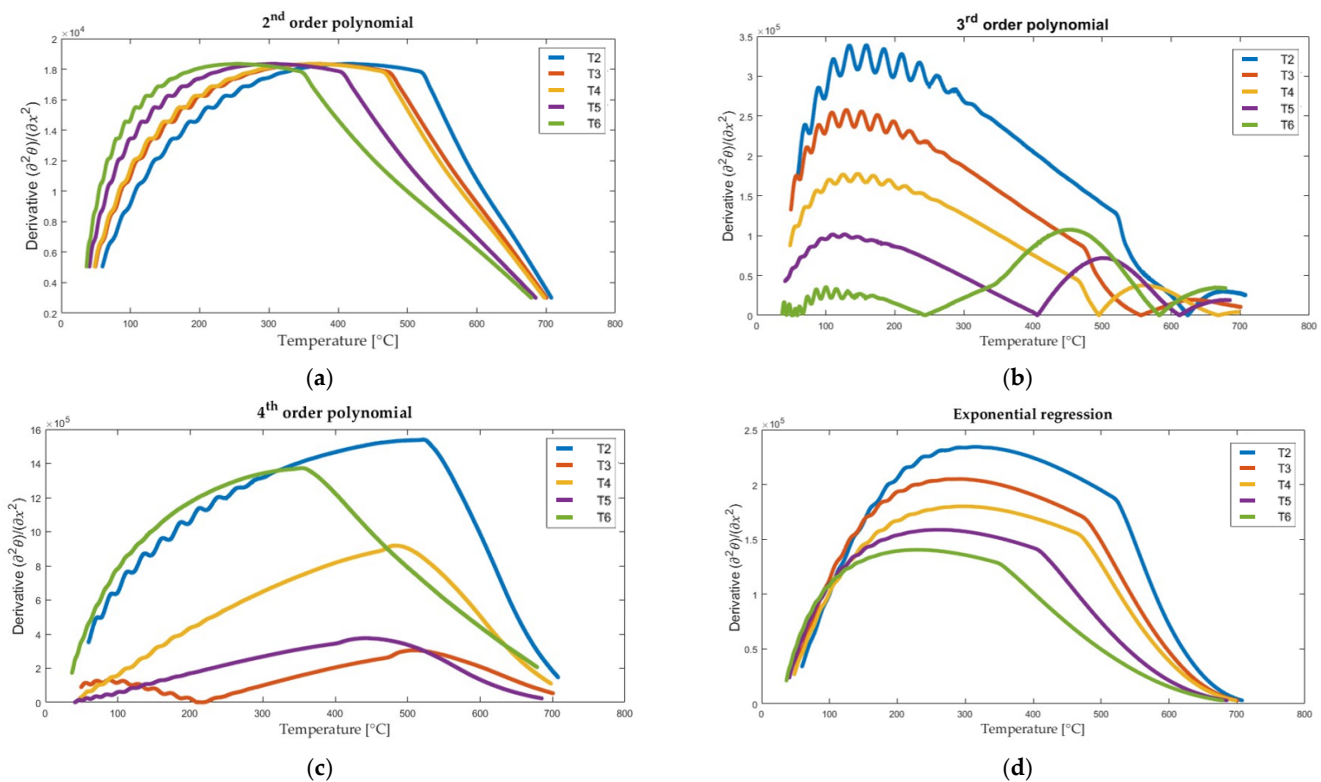 2nd order polynomial
×10^4
2
1.8
1.6
1.4
1.2
1
0.8
0.6
0.4
0.2
0 100 200 300 400 500 600 700 800
Derivative (∂²θ)/(∂x²)
Temperature [°C]
T2
T3
T4
T5
T6
(a)
3rd order polynomial
×10^5
3.5
3
2.5
2
1.5
1
0.5
0
0 100 200 300 400 500 600 700 800
Derivative (∂²θ)/(∂x²)
Temperature [°C]
T2
T3
T4
T5
T6
(b)
4th order polynomial
×10^5
16
14
12
10
8
6
4
2
0
0 100 200 300 400 500 600 700 800
Derivative (∂²θ)/(∂x²)
Temperature [°C]
T2
T3
T4
T5
T6
(c)
Exponential regression
×10^5
2.5
2
1.5
1
0.5
0
0 100 200 300 400 500 600 700 800
Derivative (∂²θ)/(∂x²)
Temperature [°C]
T2
T3
T4
T5
T6
(d)